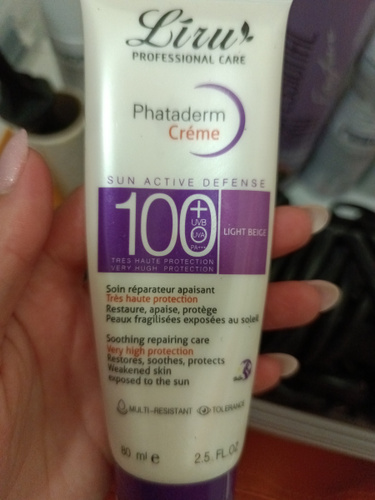 Liru
PROFESSIONAL CARE
Phataderm
Créme
SUN ACTIVE DEFENSE
100+
UVB
UVA
PA+++
LIGHT BEIGE
TRES HAUTE PROTECTION
VERY HUGH PROTECTION
Soin réparateur apaisant
Très haute protection
Restaure, apaise, protège
Peaux fragilisées exposées au soleil
Soothing repairing care
Very high protection
Restores, soothes, protects
Weakened skin
exposed to the sun
MULTI-RESISTANT TOLERANCE
80 ml e 2.5. FL.OZ